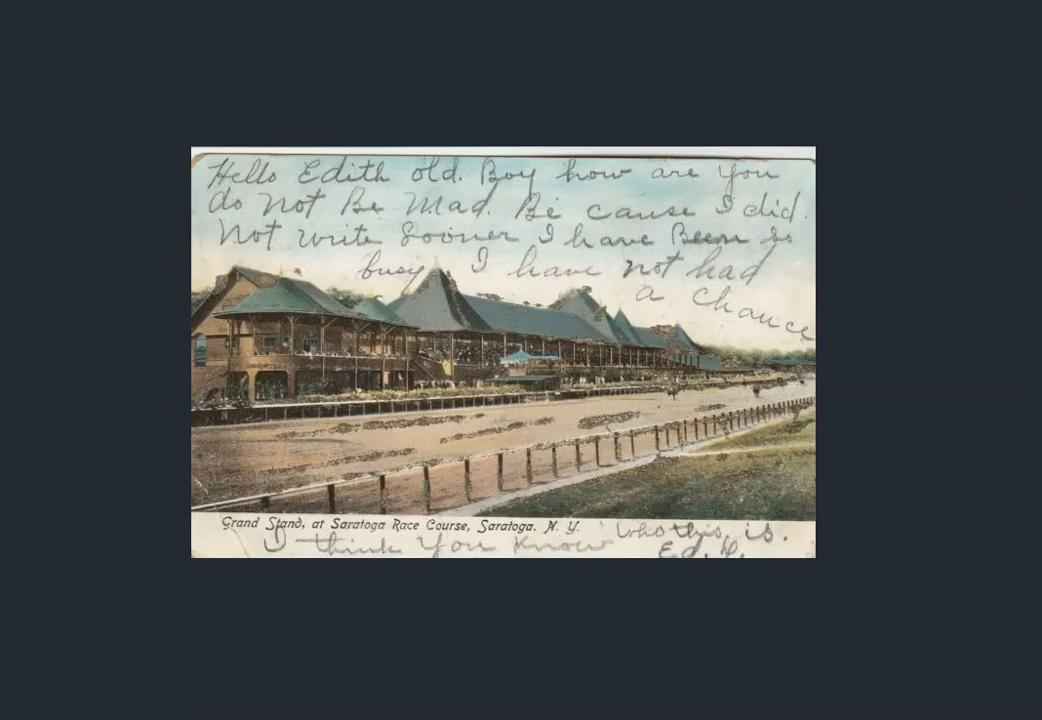 Hello Edith old. Boy how are you
do not Be Mad. Be cause I did.
Not write Sooner I have Been so
busy I have not had
a chance
Grand Stand, at Saratoga Race Course, Saratoga. N. Y.
I think You Know who this is.
Ed. H.